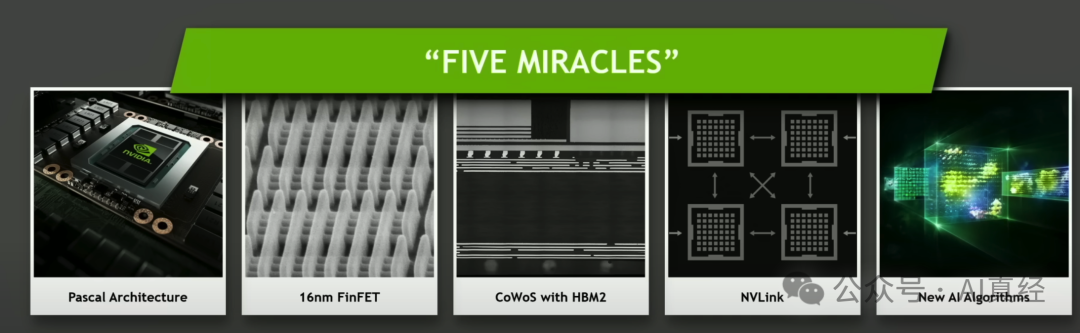 “FIVE MIRACLES”
NVIDIA.
Pascal Architecture
16nm FinFET
CoWoS with HBM2
NVLink
New AI Algorithms
公众号 · AI真经